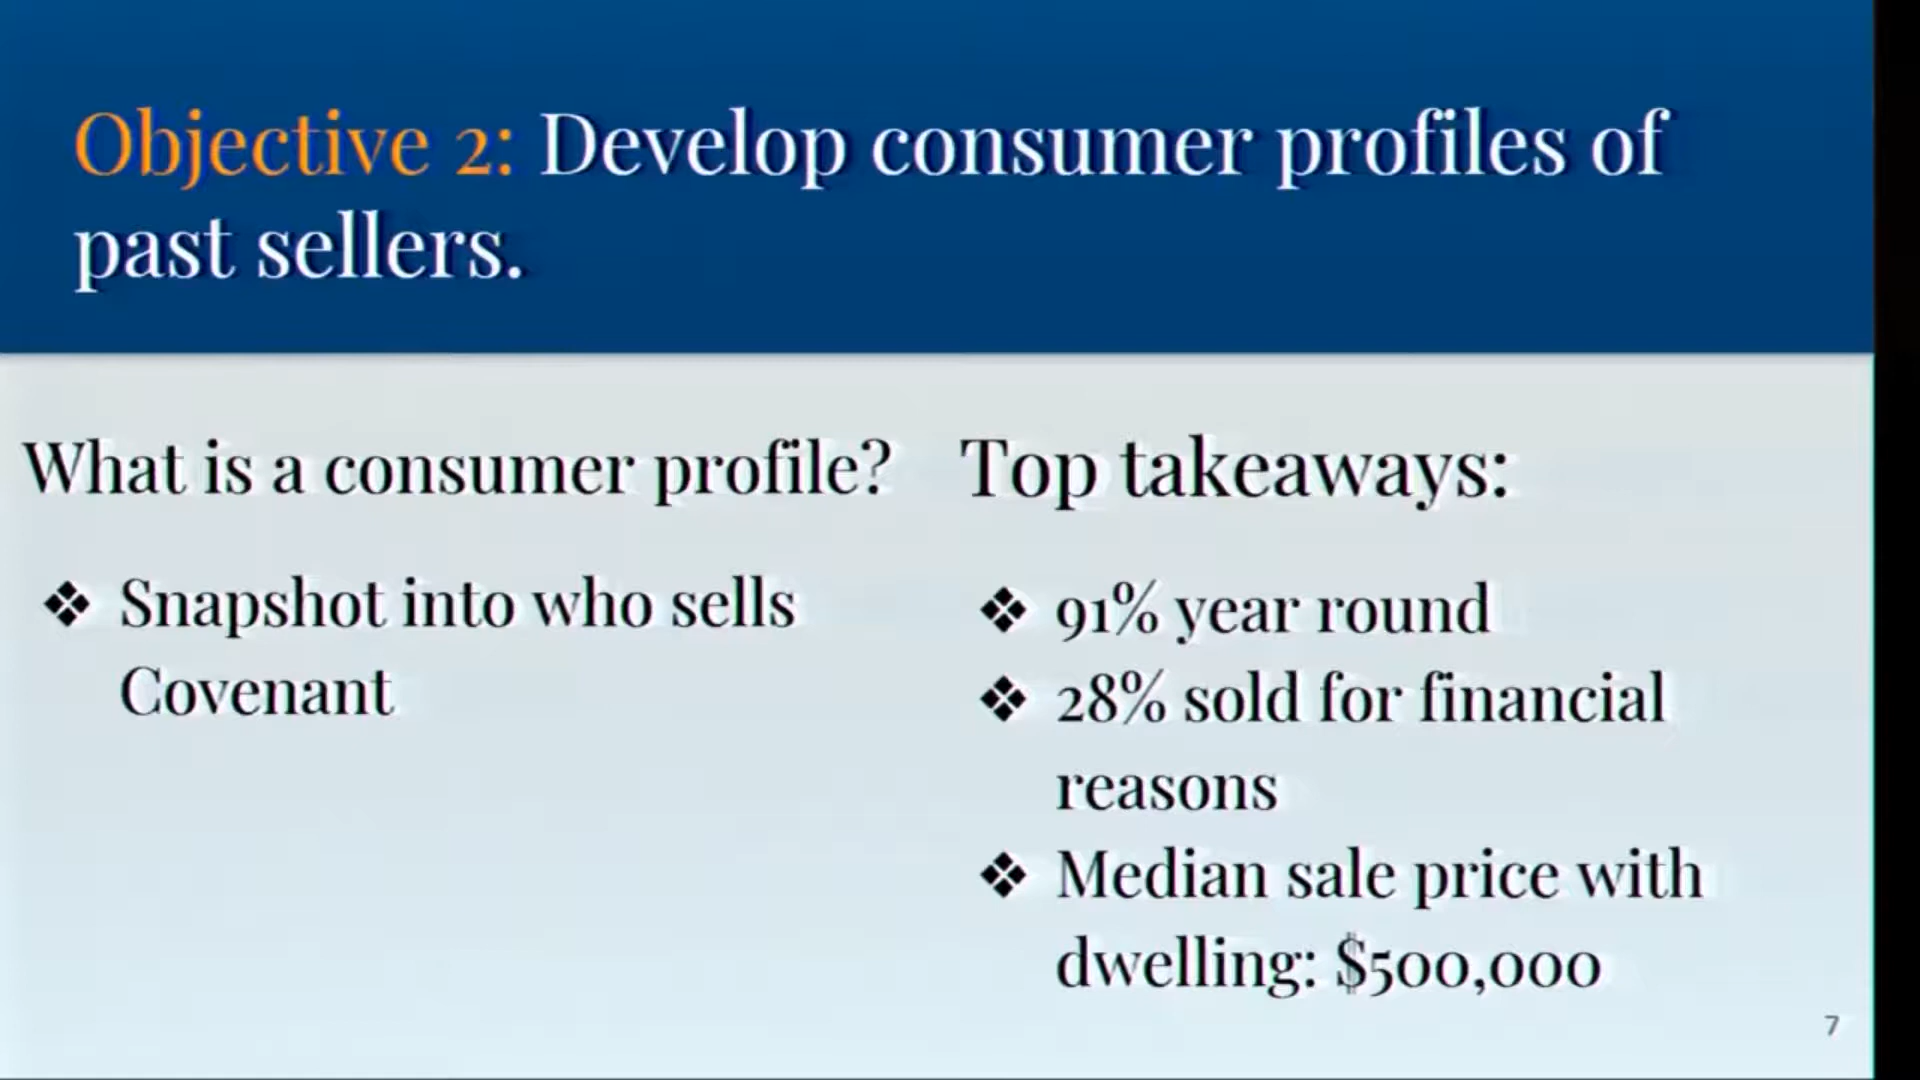 Objective 2: Develop consumer profiles of
past sellers.
What is a consumer profile?
❖ Snapshot into who sells
Covenant
Top takeaways:
❖ 91% year round
❖ 28% sold for financial
reasons
❖ Median sale price with
dwelling: $500,000
7